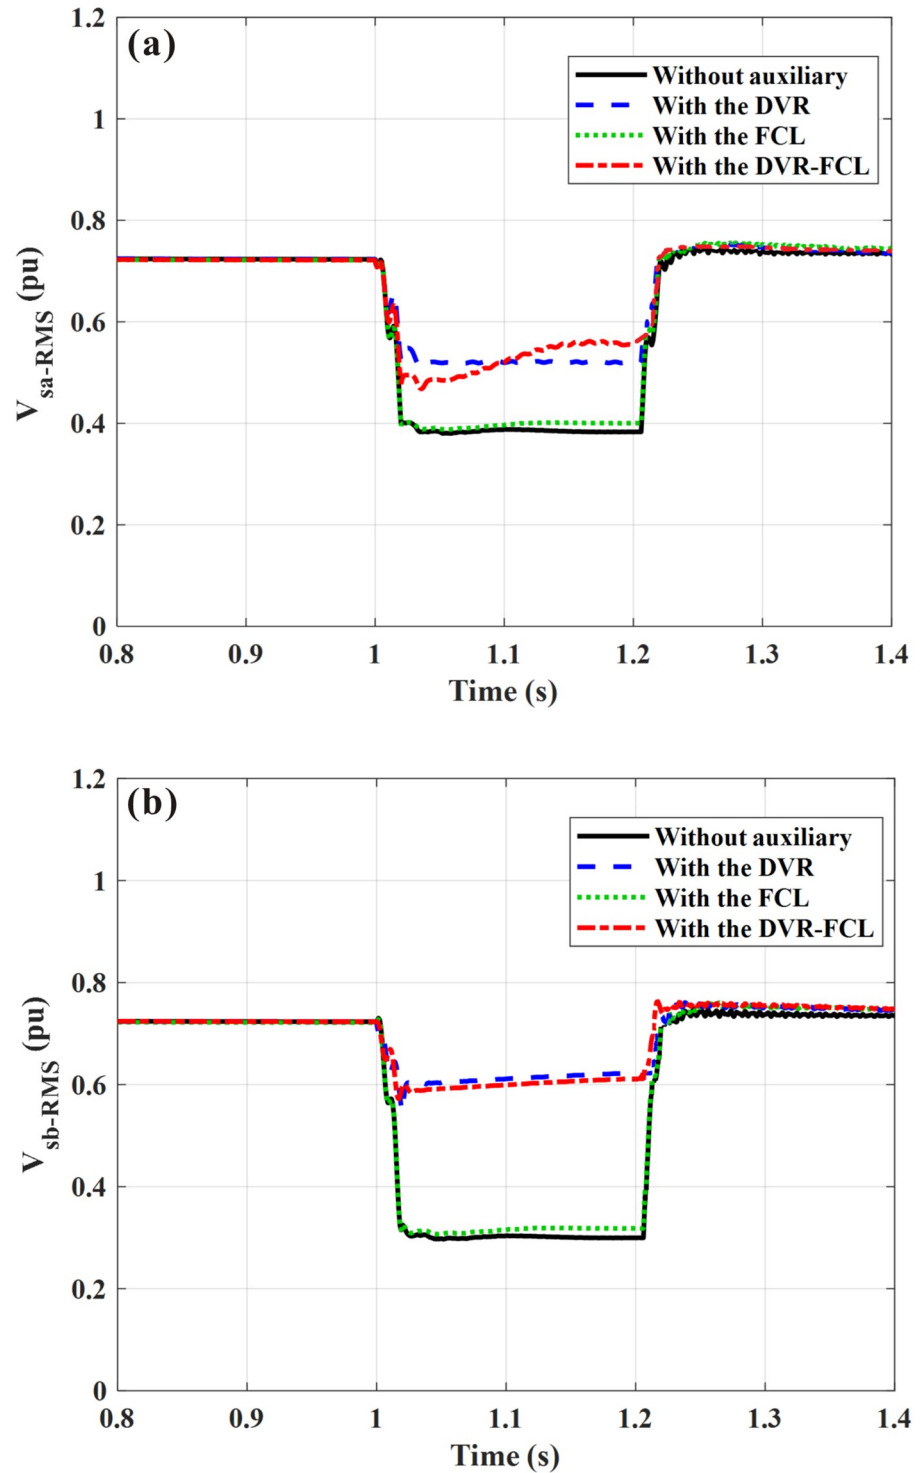 (a)
1.2
1
0.8
0.6
0.4
0.2
0
Without auxiliary
With the DVR
With the FCL
With the DVR-FCL
V sa-RMS (pu)
0.8 0.9 1 1.1 1.2 1.3 1.4
Time (s)
(b)
1.2
1
0.8
0.6
0.4
0.2
0
Without auxiliary
With the DVR
With the FCL
With the DVR-FCL
V sb-RMS (pu)
0.8 0.9 1 1.1 1.2 1.3 1.4
Time (s)